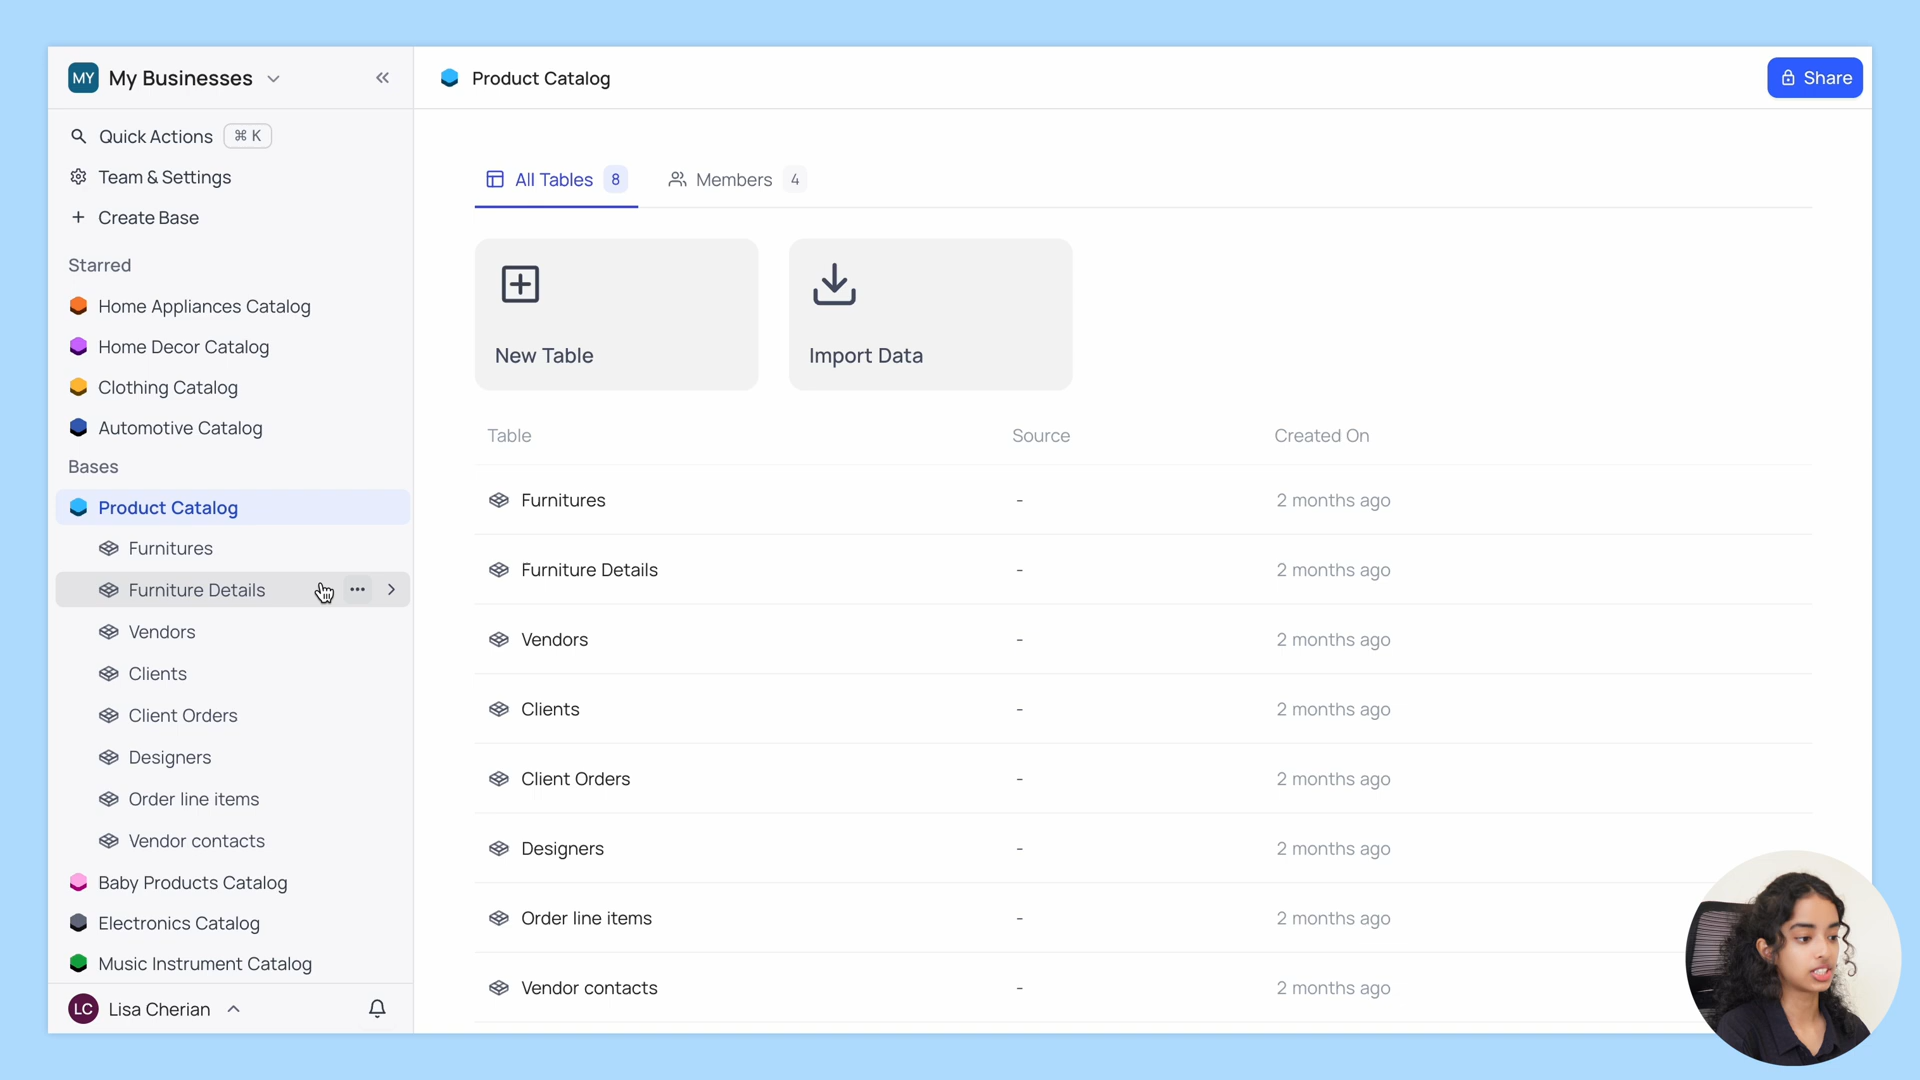 MY My Businesses
Quick Actions ⌘ K
Team & Settings
Create Base
Starred
Home Appliances Catalog
Home Decor Catalog
Clothing Catalog
Automotive Catalog
Bases
Product Catalog
Furnitures
Furniture Details
Vendors
Clients
Client Orders
Designers
Order line items
Vendor contacts
Baby Products Catalog
Electronics Catalog
Music Instrument Catalog
LC Lisa Cherian
Product Catalog
Share
All Tables 8 Members 4
New Table
Import Data
Table Source Created On
Furnitures - 2 months ago
Furniture Details - 2 months ago
Vendors - 2 months ago
Clients - 2 months ago
Client Orders - 2 months ago
Designers - 2 months ago
Order line items - 2 months ago
Vendor contacts - 2 months ago